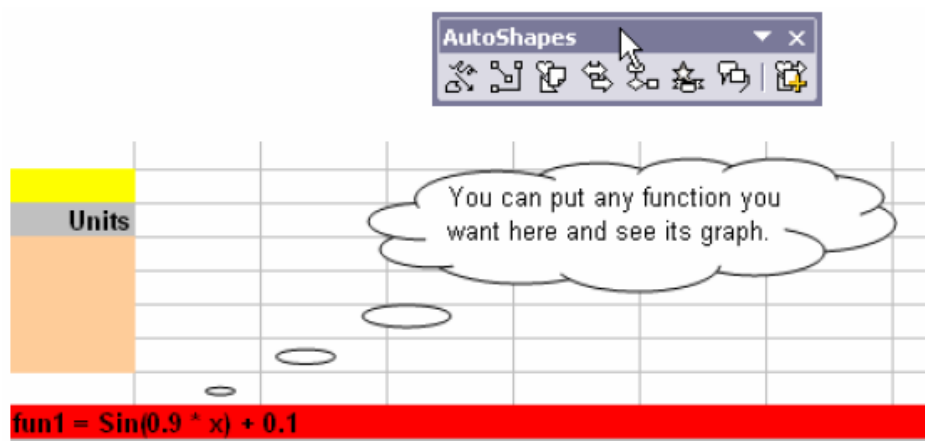 AutoShapes
You can put any function you
want here and see its graph.
Units
fun1 = Sin(0.9 * x) + 0.1